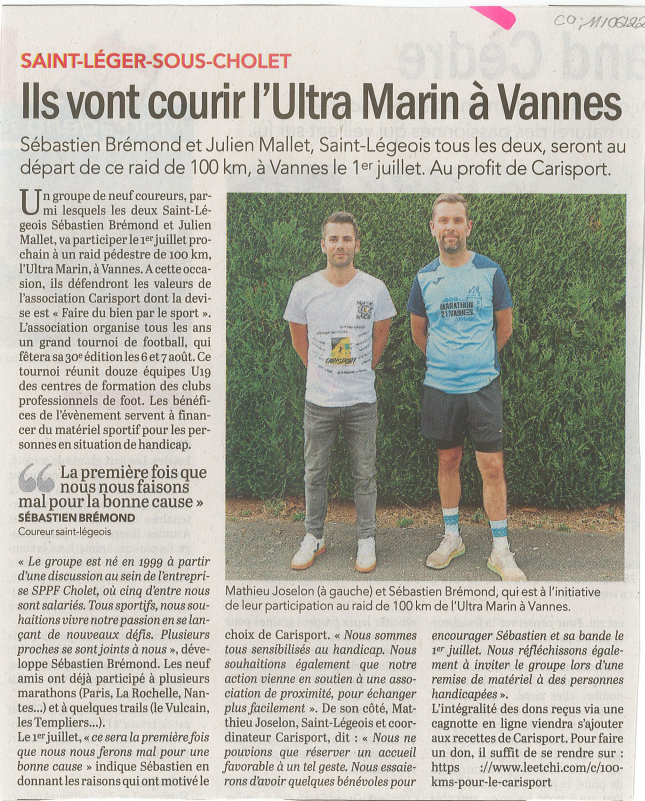 CO, 11/06/22
SAINT-LÉGER-SOUS-CHOLET
Ils vont courir l'Ultra Marin à Vannes
Sébastien Brémond et Julien Mallet, Saint-Légeois tous les deux, seront au
départ de ce raid de 100 km, à Vannes le 1er juillet. Au profit de Carisport.
Un groupe de neuf coureurs, par-
mi lesquels les deux Saint-Lé-
geois Sébastien Brémond et Julien
Mallet, va participer le 1er juillet pro-
chain à un raid pédestre de 100 km,
l'Ultra Marin, à Vannes. A cette occa-
sion, ils défendront les valeurs de
l'association Carisport dont la devi-
se est « Faire du bien par le sport ».
L'association organise tous les ans
un grand tournoi de football, qui
fêtera sa 30e édition les 6 et 7 août. Ce
tournoi réunit douze équipes U19
des centres de formation des clubs
professionnels de foot. Les béné-
fices de l'évènement servent à finan-
cer du matériel sportif pour les per-
sonnes en situation de handicap.
“ La première fois que
nous nous faisons
mal pour la bonne cause »
SÉBASTIEN BRÉMOND
Coureur saint-légeois
« Le groupe est né en 1999 à partir
d'une discussion au sein de l'entrepri-
se SPPF Cholet, où cinq d'entre nous
sont salariés. Tous sportifs, nous sou-
haitions vivre notre passion en se lan-
çant de nouveaux défis. Plusieurs
proches se sont joints à nous », déve-
loppe Sébastien Brémond. Les neuf
amis ont déjà participé à plusieurs
marathons (Paris, La Rochelle, Nan-
tes...) et à quelques trails (le Vulcain,
les Templiers...).
Le 1er juillet, « ce sera la première fois
que nous nous ferons mal pour une
bonne cause » indique Sébastien en
donnant les raisons qui ont motivé le
CARISPORT
MARATHON
VANNES
Mathieu Joselon (à gauche) et Sébastien Brémond, qui est à l'initiative
de leur participation au raid de 100 km de l'Ultra Marin à Vannes.
choix de Carisport. « Nous sommes
tous sensibilisés au handicap. Nous
souhaitions également que notre
action vienne en soutien à une asso-
ciation de proximité, pour échanger
plus facilement ». De son côté, Mat-
hieu Joselon, Saint-Légeois et coor-
dinateur Carisport, dit : « Nous ne
pouvions que réserver un accueil
favorable à un tel geste. Nous essaie-
rons d'avoir quelques bénévoles pour
encourager Sébastien et sa bande le
1er juillet. Nous réfléchissons égale-
ment à inviter le groupe lors d'une
remise de matériel à des personnes
handicapées ».
L'intégralité des dons reçus via une
cagnotte en ligne viendra s'ajouter
aux recettes de Carisport. Pour faire
un don, il suffit de se rendre sur :
https ://www.leetchi.com/c/100-
kms-pour-le-carisport